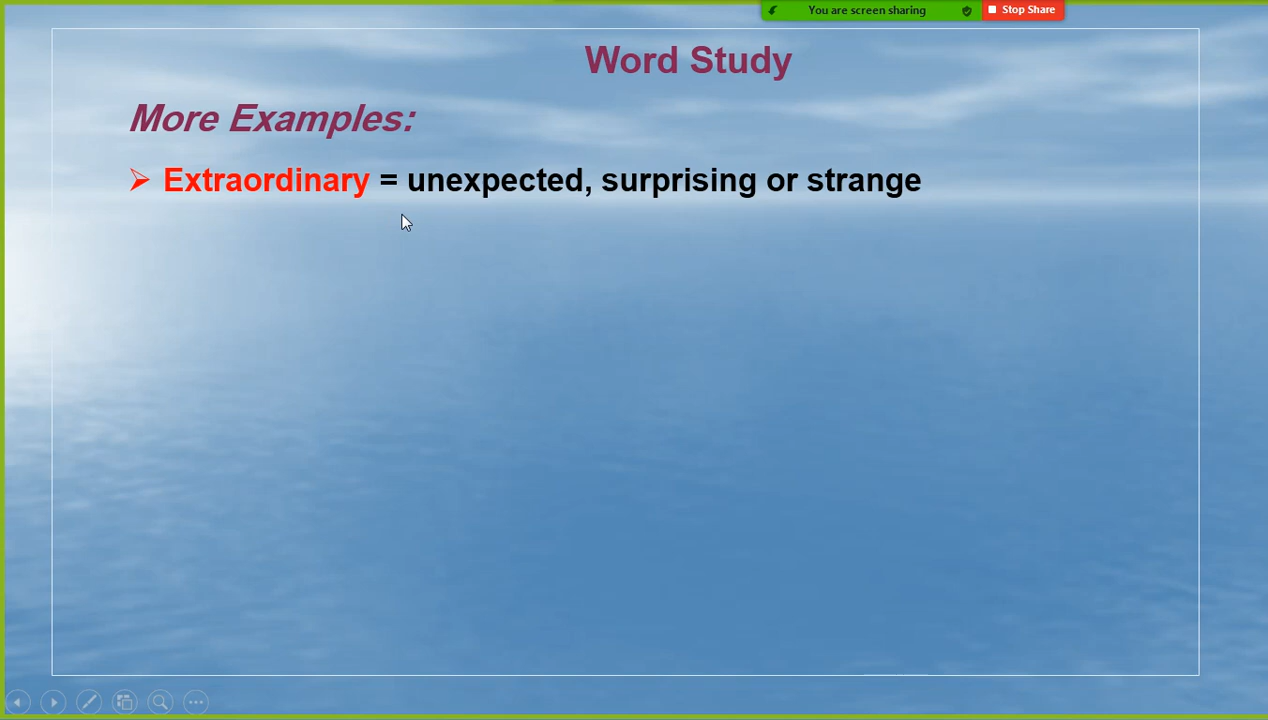 You are screen sharing
Stop Share
Word Study
More Examples:
Extraordinary = unexpected, surprising or strange